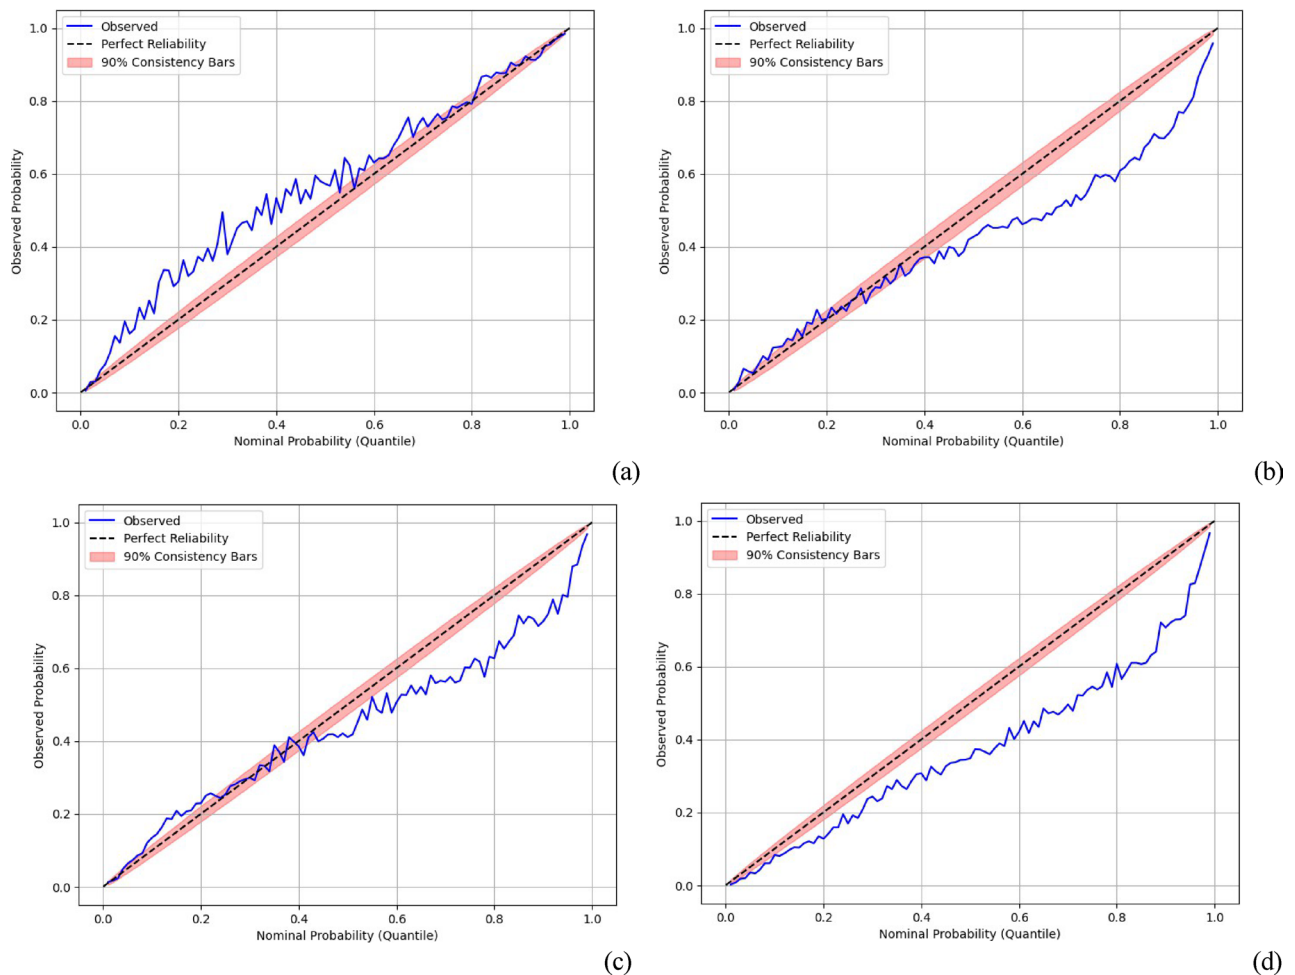 Observed
Perfect Reliability
90% Consistency Bars
1.0
0.8
0.6
0.4
0.2
0.0
Observed Probability
0.0 0.2 0.4 0.6 0.8 1.0
Nominal Probability (Quantile)
(a)
Observed
Perfect Reliability
90% Consistency Bars
1.0
0.8
0.6
0.4
0.2
0.0
Observed Probability
0.0 0.2 0.4 0.6 0.8 1.0
Nominal Probability (Quantile)
(b)
Observed
Perfect Reliability
90% Consistency Bars
1.0
0.8
0.6
0.4
0.2
0.0
Observed Probability
0.0 0.2 0.4 0.6 0.8 1.0
Nominal Probability (Quantile)
(c)
Observed
Perfect Reliability
90% Consistency Bars
1.0
0.8
0.6
0.4
0.2
0.0
Observed Probability
0.0 0.2 0.4 0.6 0.8 1.0
Nominal Probability (Quantile)
(d)